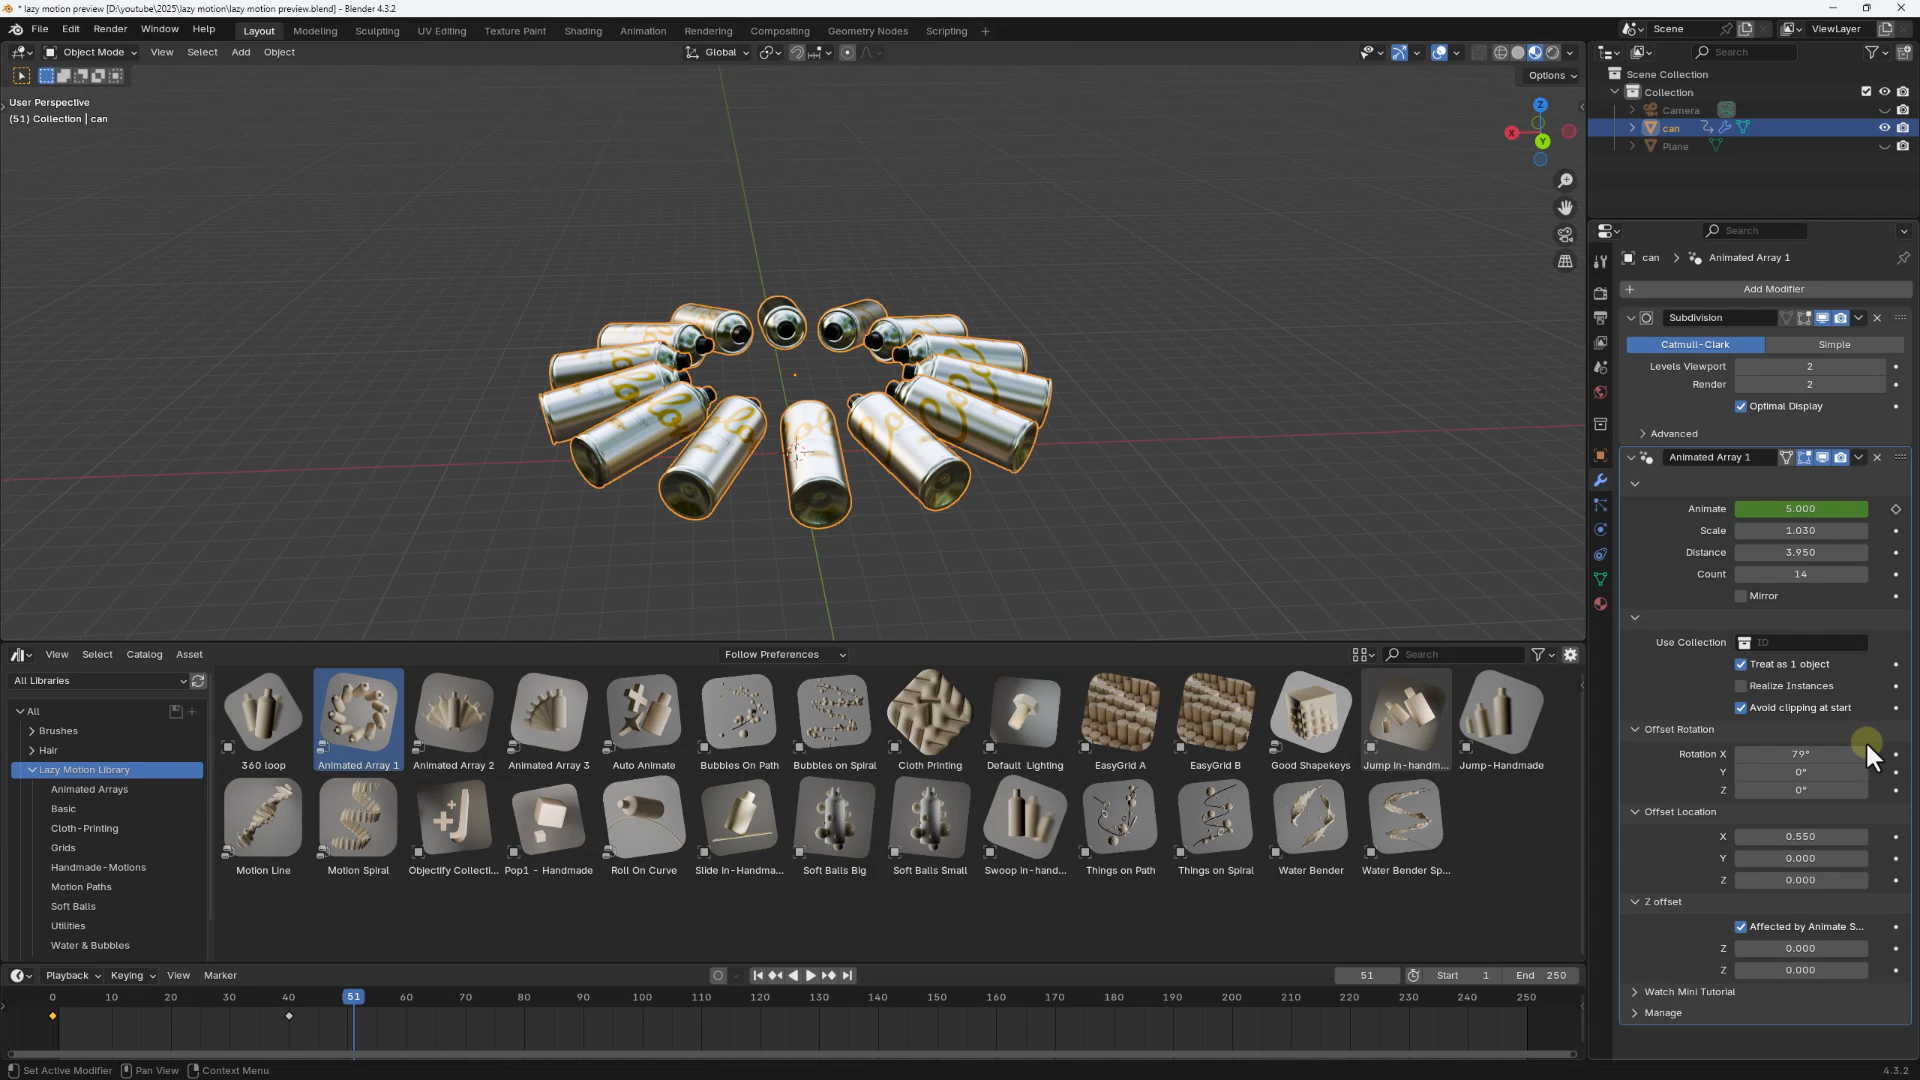 * lazy motion preview [D:\youtube\2025\lazy motion\lazy motion preview.blend] - Blender 4.3.2
File Edit Render Window Help Layout Modeling Sculpting UV Editing Texture Paint Shading Animation Rendering Compositing Geometry Nodes Scripting +
Scene ViewLayer
Object Mode View Select Add Object Global
Search
Options
User Perspective
(51) Collection | can
Z
X
Y
Scene Collection
Collection
Camera
can
Plane
Search
can > Animated Array 1
+ Add Modifier
Subdivision
Catmull-Clark Simple
Levels Viewport 2
Render 2
Optimal Display
Advanced
Animated Array 1
Animate 5.000
Scale 1.030
Distance 3.950
Count 14
Mirror
Use Collection ID
Treat as 1 object
Realize Instances
Avoid clipping at start
Offset Rotation
Rotation X 79°
Y 0°
Z 0°
Offset Location
X 0.550
Y 0.000
Z 0.000
Z offset
Affected by Animate S...
Z 0.000
Z 0.000
Watch Mini Tutorial
Manage
View Select Catalog Asset Follow Preferences Search
All Libraries
All
Brushes
Hair
Lazy Motion Library
Animated Arrays
Basic
Cloth-Printing
Grids
Handmade-Motions
Motion Paths
Soft Balls
Utilities
Water & Bubbles
360 loop Animated Array 1 Animated Array 2 Animated Array 3 Auto Animate Bubbles On Path Bubbles on Spiral Cloth Printing Default Lighting EasyGrid A EasyGrid B Good Shapekeys Jump in-handm... Jump-Handmade
Motion Line Motion Spiral Objectify Collecti... Pop1 - Handmade Roll On Curve Slide in-Handma... Soft Balls Big Soft Balls Small Swoop in-hand... Things on Path Things on Spiral Water Bender Water Bender Sp...
Playback Keying View Marker 51 Start 1 End 250
0 10 20 30 40 51 60 70 80 90 100 110 120 130 140 150 160 170 180 190 200 210 220 230 240 250
Set Active Modifier Pan View Context Menu 4.3.2